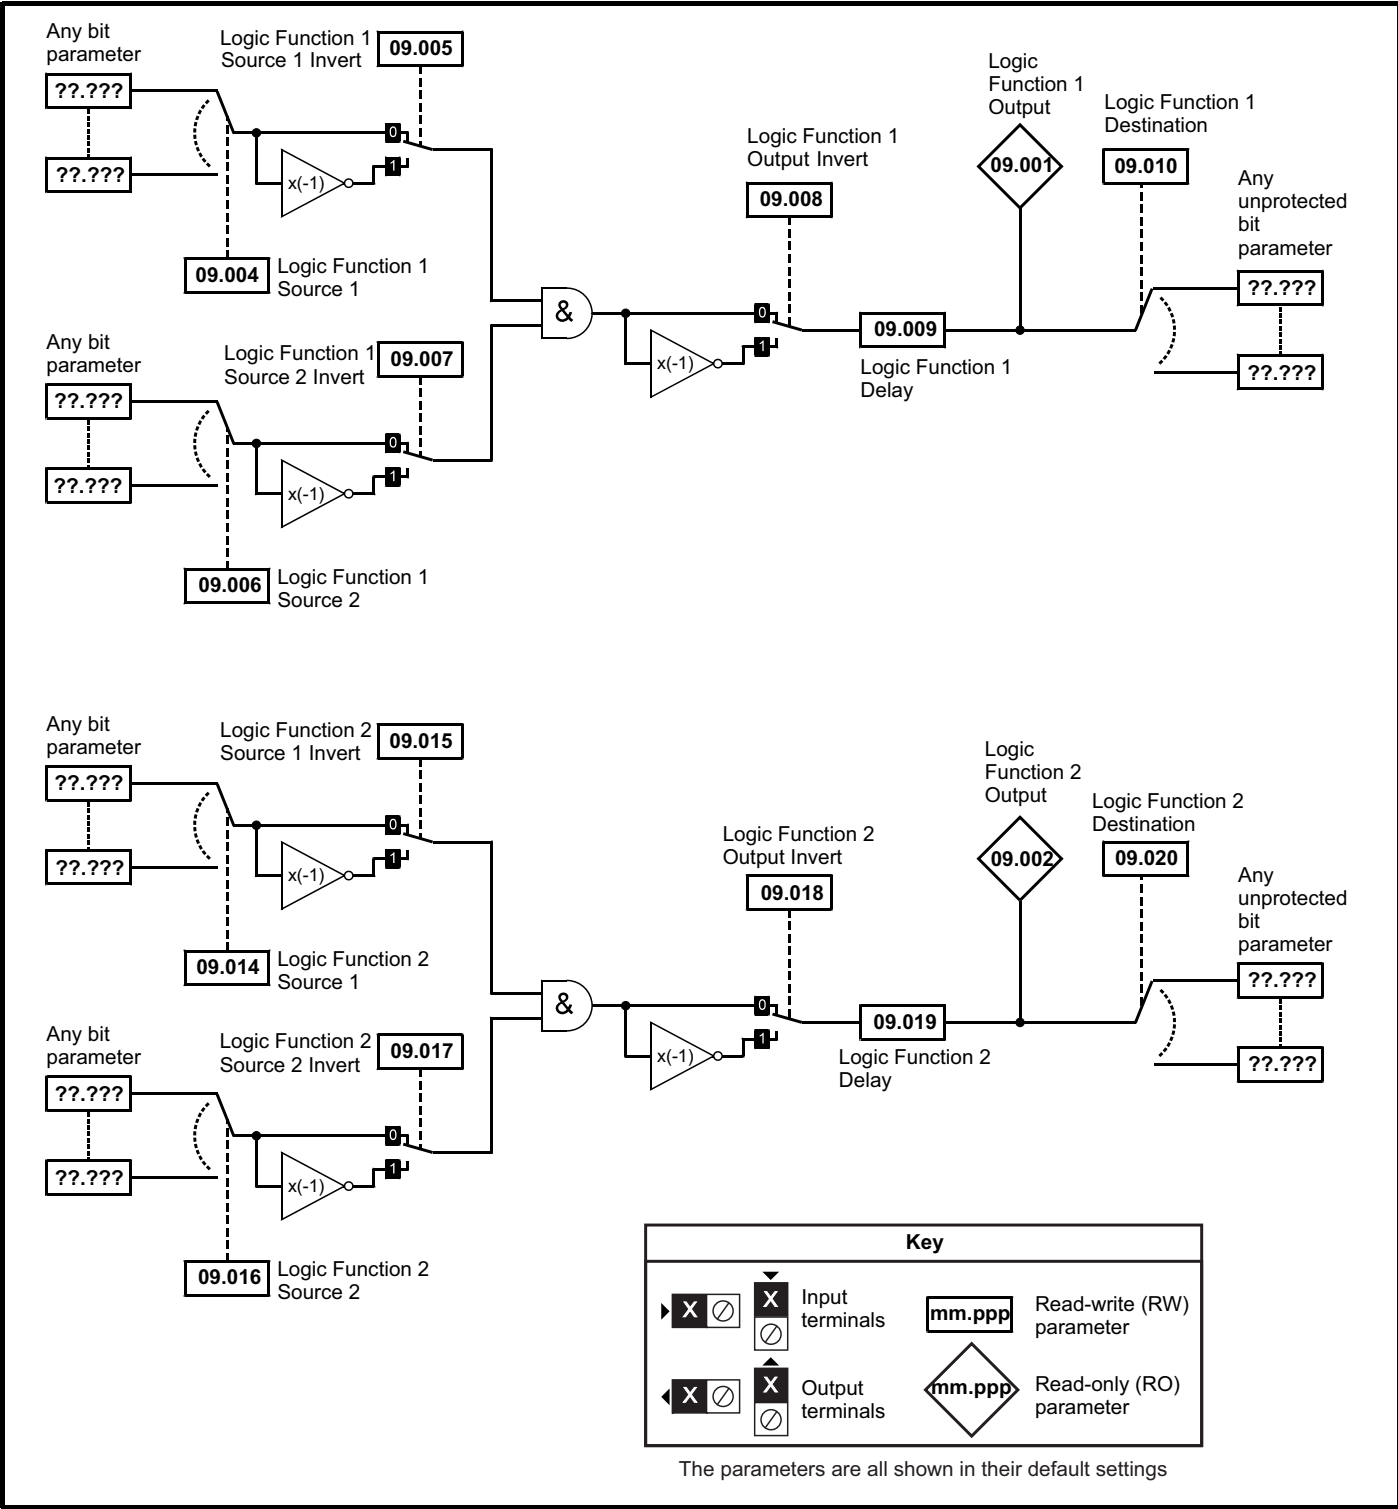 Any bit
parameter
??.???
??.???
Logic Function 1
Source 1 Invert
09.005
0
1
x(-1)
09.004
Logic Function 1
Source 1
Any bit
parameter
??.???
??.???
Logic Function 1
Source 2 Invert
09.007
0
1
x(-1)
09.006
Logic Function 1
Source 2
&
x(-1)
Logic Function 1
Output Invert
09.008
0
1
09.009
Logic Function 1
Delay
Logic
Function 1
Output
09.001
Logic Function 1
Destination
09.010
Any
unprotected
bit
parameter
??.???
??.???
Any bit
parameter
??.???
??.???
Logic Function 2
Source 1 Invert
09.015
0
1
x(-1)
09.014
Logic Function 2
Source 1
Any bit
parameter
??.???
??.???
Logic Function 2
Source 2 Invert
09.017
0
1
x(-1)
09.016
Logic Function 2
Source 2
&
x(-1)
Logic Function 2
Output Invert
09.018
0
1
09.019
Logic Function 2
Delay
Logic
Function 2
Output
09.002
Logic Function 2
Destination
09.020
Any
unprotected
bit
parameter
??.???
??.???
Key
X
X
Input
terminals
mm.ppp
Read-write (RW)
parameter
X
X
Output
terminals
mm.ppp
Read-only (RO)
parameter
The parameters are all shown in their default settings